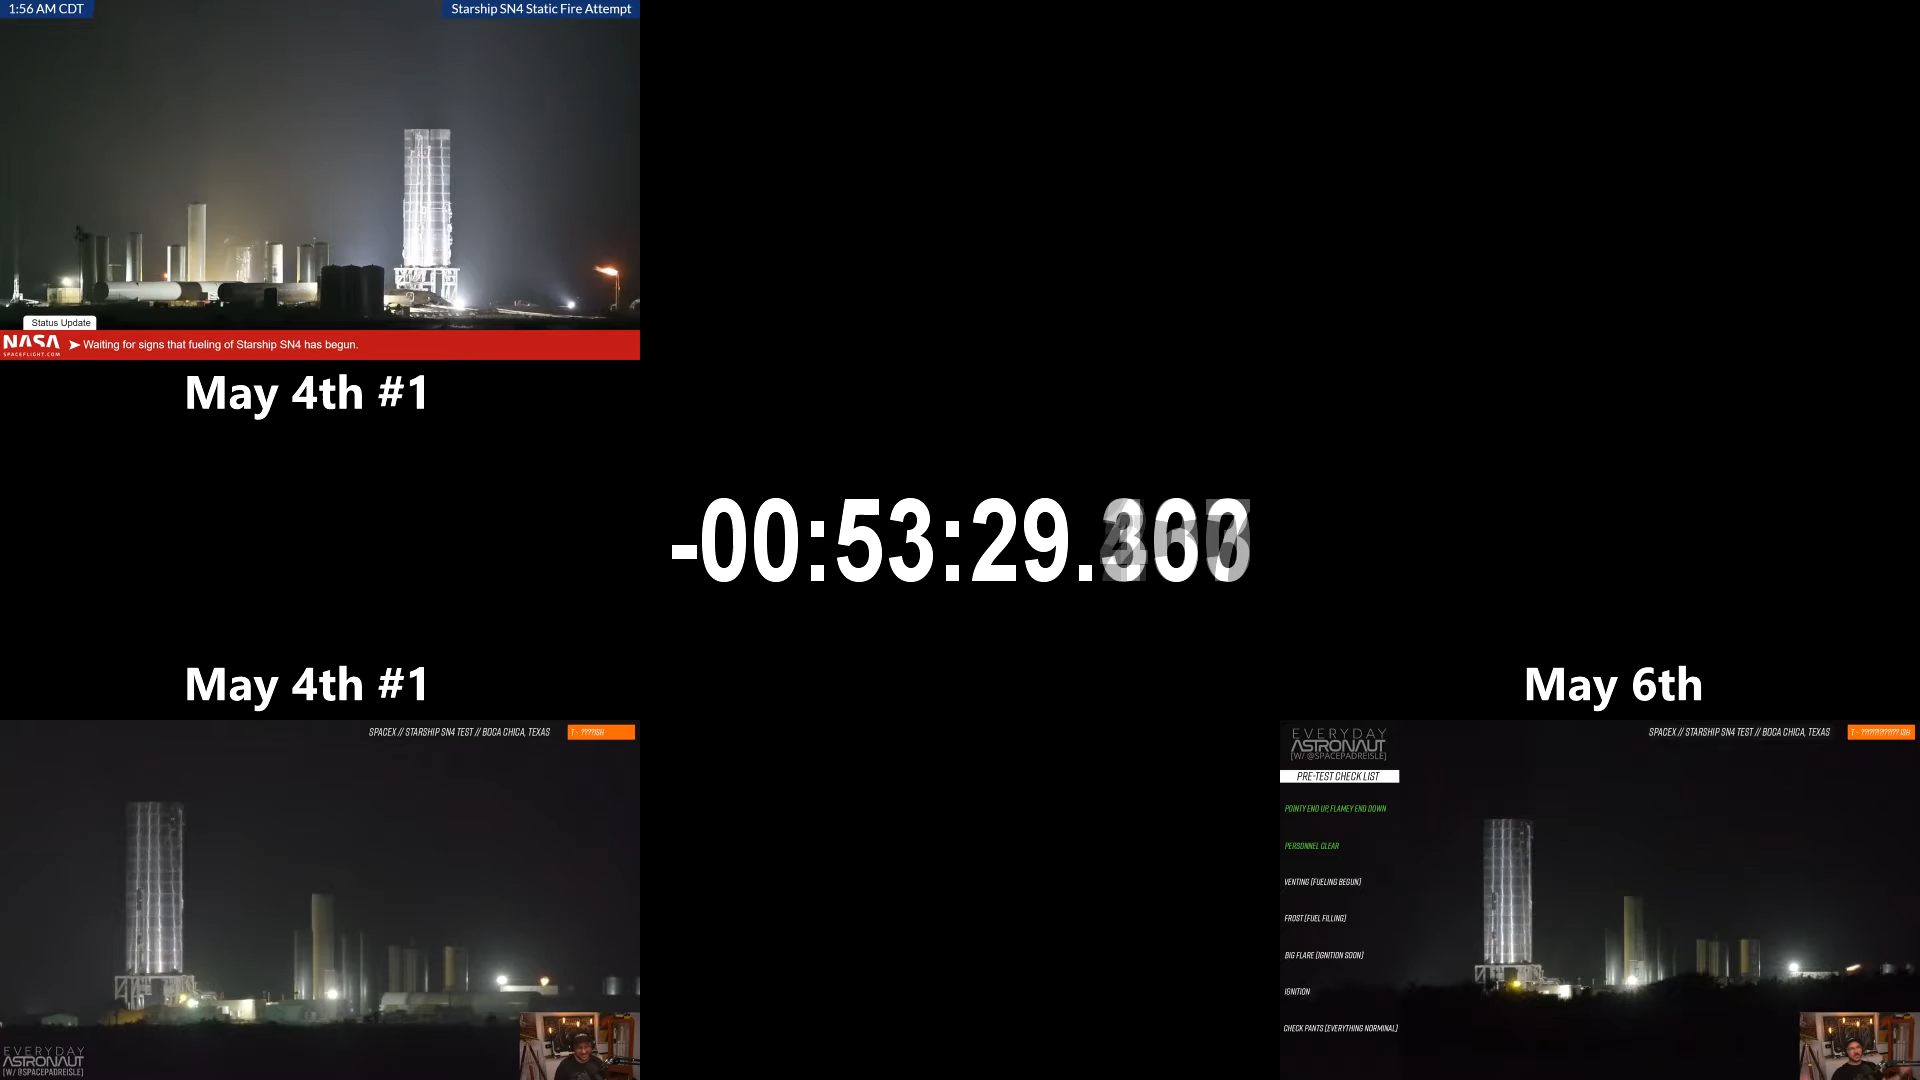 1:56 AM CDT
Starship SN4 Static Fire Attempt
Status Update
NASA
SPACEFLIGHT.COM
Waiting for signs that fueling of Starship SN4 has begun.
May 4th #1
-00:53:29.
May 4th #1
May 6th
SPACEX // STARSHIP SN4 TEST // BOCA CHICA, TEXAS
T - ????ISH
EVERYDAY
ASTRONAUT
[W/ @SPACEPADREISLE]
EVERYDAY
ASTRONAUT
[W/ @SPACEPADREISLE]
SPACEX // STARSHIP SN4 TEST // BOCA CHICA, TEXAS
PRE-TEST CHECK LIST
POINTY END UP, FLAMEY END DOWN
PERSONNEL CLEAR
VENTING [FUELING BEGUN]
FROST [FUEL FILLING]
BIG FLARE [IGNITION SOON]
IGNITION
CHECK PANTS [EVERYTHING NORMINAL]